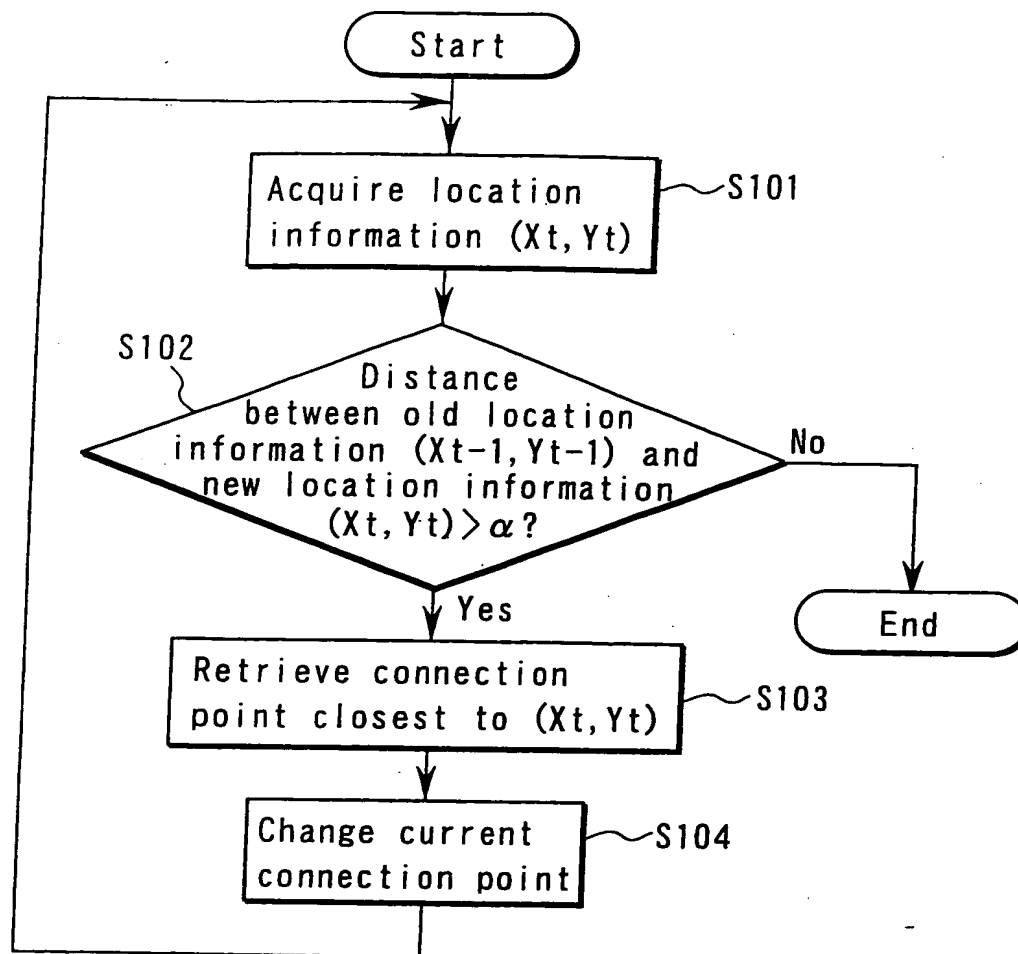 Start
Acquire location
information (Xt,Yt)
S101
S102
Distance
between old location
information (Xt-1,Yt-1) and
new location information
(Xt,Yt)>α?
No
End
Yes
Retrieve connection
point closest to (Xt,Yt)
S103
Change current
connection point
S104